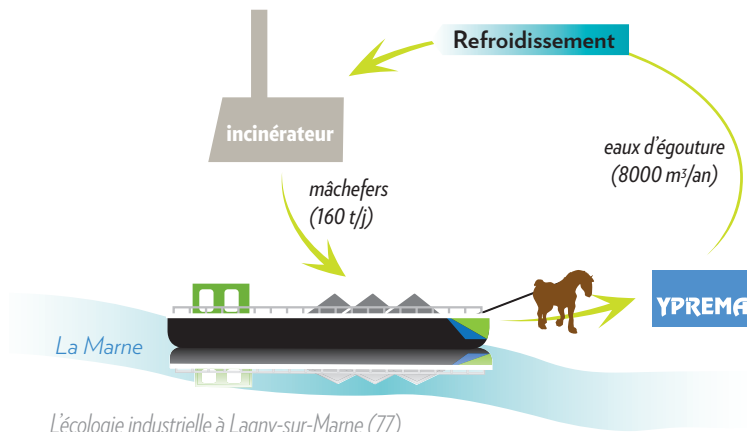 Refroidissement
incinérateur
eaux d'égouture
(8000 m³/an)
mâchefers
(160 t/j)
YPREMA
La Marne
L'écologie industrielle à Lagny-sur-Marne (77)